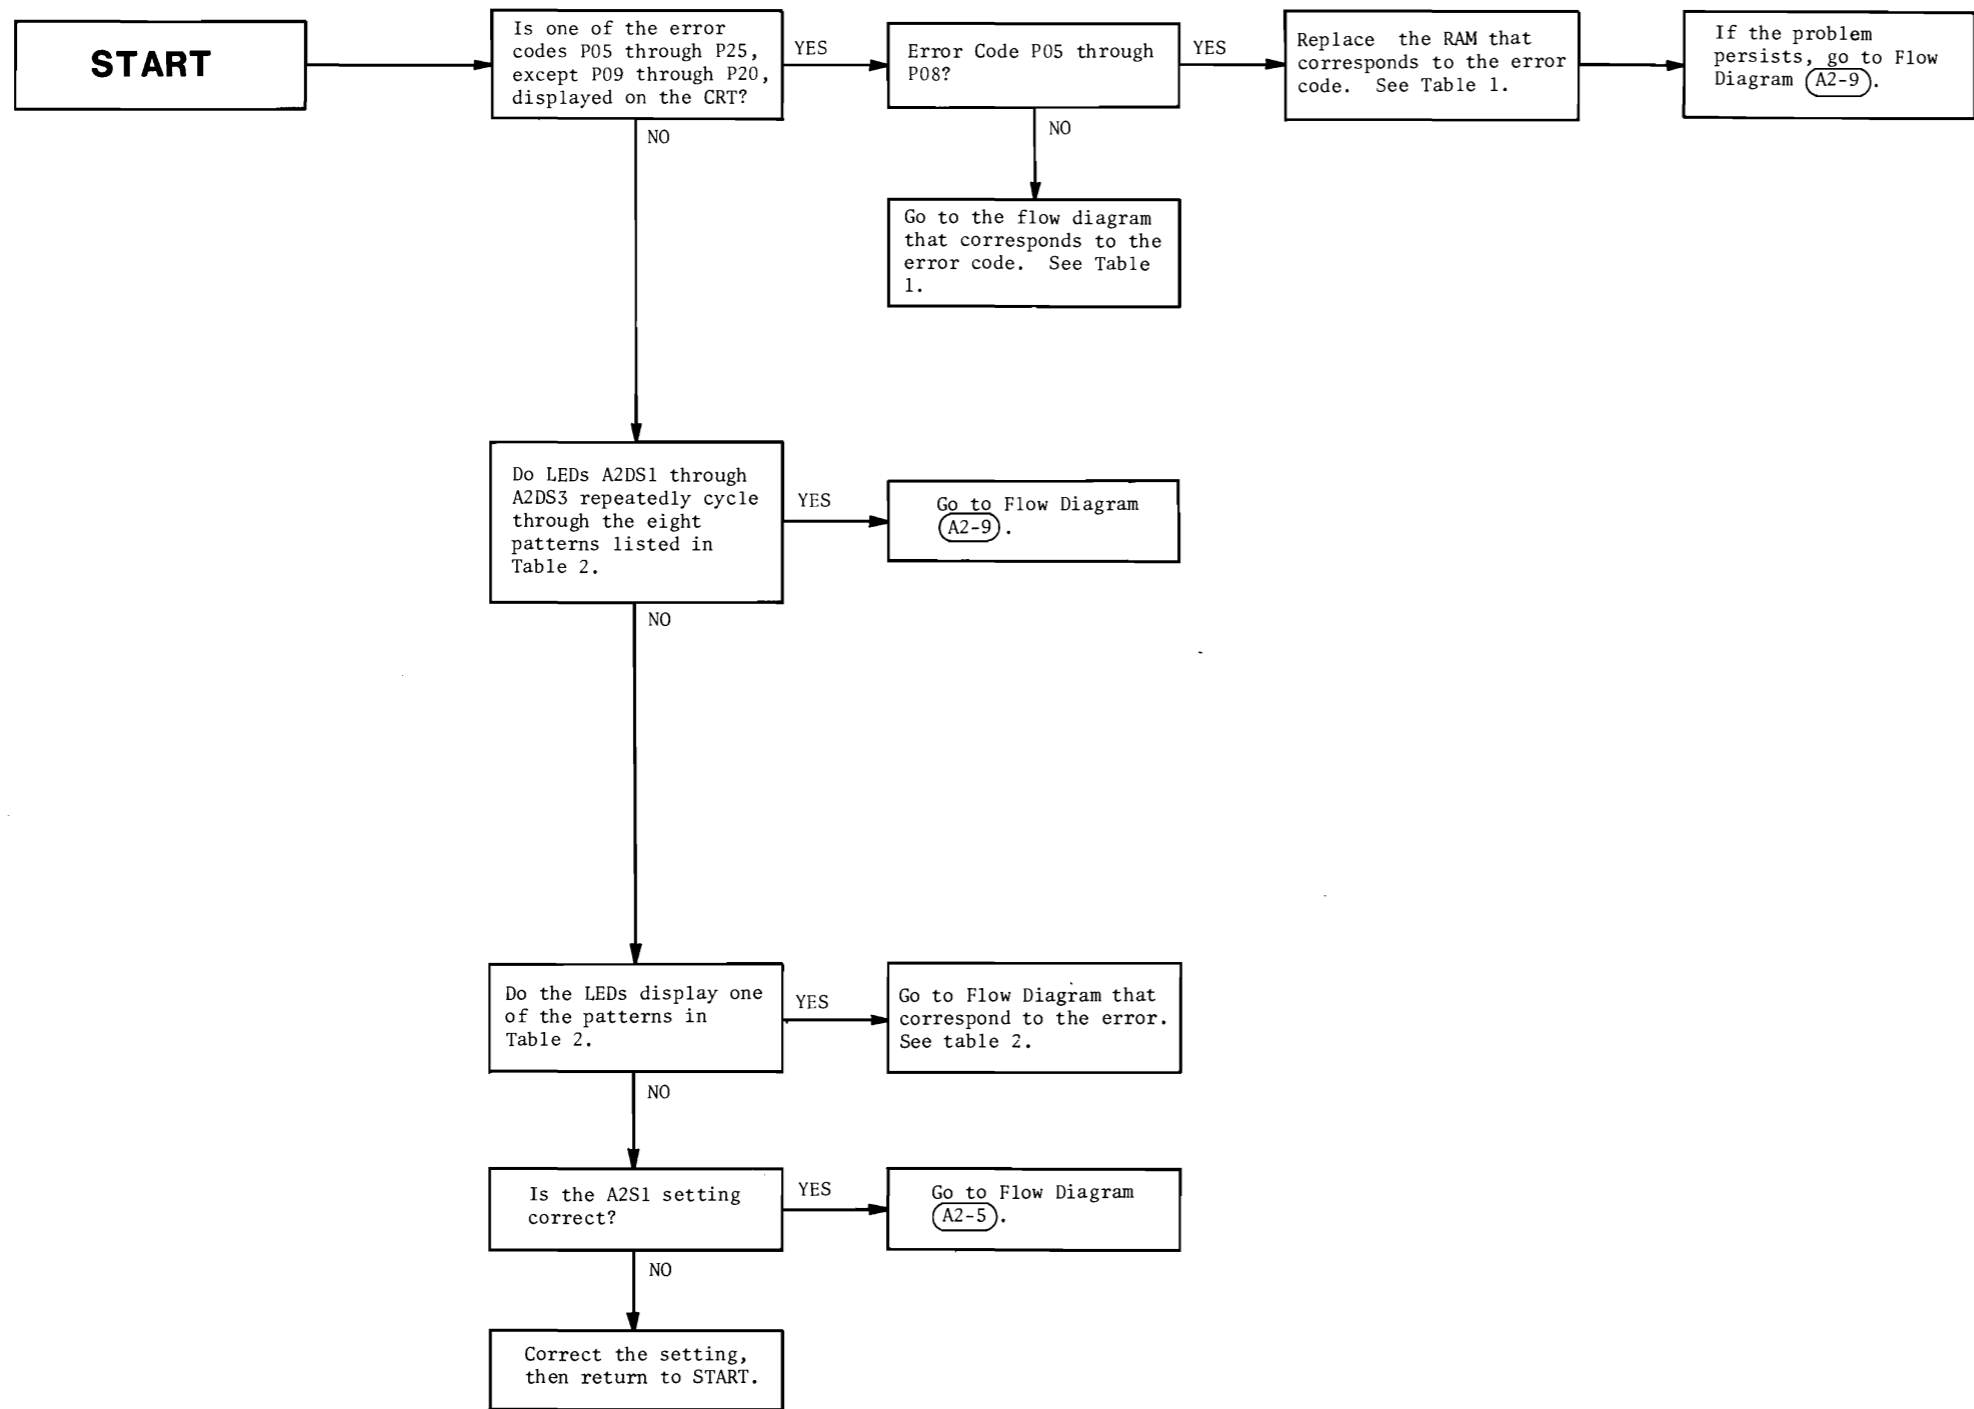 START
Is one of the error
codes P05 through P25,
except P09 through P20,
displayed on the CRT?
YES
Error Code P05 through
P08?
YES
Replace the RAM that
corresponds to the error
code. See Table 1.
If the problem
persists, go to Flow
Diagram A2-9.
NO
NO
Go to the flow diagram
that corresponds to the
error code. See Table
1.
Do LEDs A2DS1 through
A2DS3 repeatedly cycle
through the eight
patterns listed in
Table 2.
YES
Go to Flow Diagram
A2-9.
NO
Do the LEDs display one
of the patterns in
Table 2.
YES
Go to Flow Diagram that
correspond to the error.
See table 2.
NO
Is the A2S1 setting
correct?
YES
Go to Flow Diagram
A2-5.
NO
Correct the setting,
then return to START.